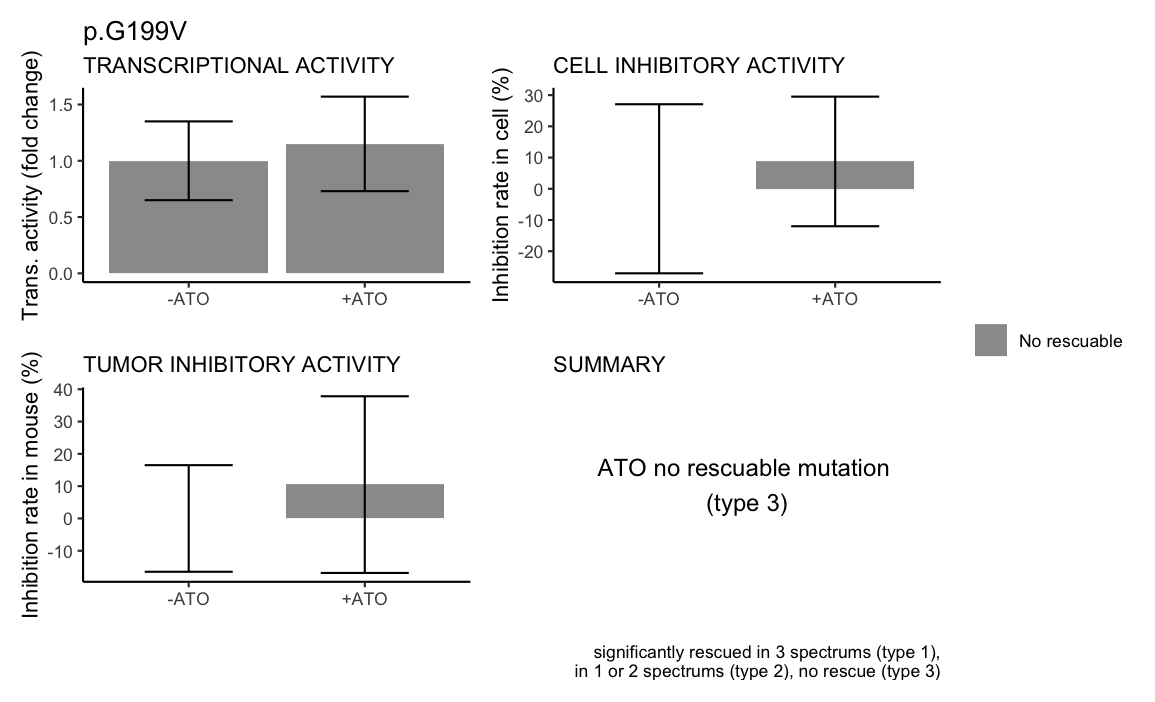 p.G199V
TRANSCRIPTIONAL ACTIVITY
Trans. activity (fold change)
1.5
1.0
0.5
0.0
-ATO
+ATO
CELL INHIBITORY ACTIVITY
Inhibition rate in cell (%)
30
20
10
0
-10
-20
-ATO
+ATO
No rescuable
TUMOR INHIBITORY ACTIVITY
Inhibition rate in mouse (%)
40
30
20
10
0
-10
-ATO
+ATO
SUMMARY
ATO no rescuable mutation
(type 3)
significantly rescued in 3 spectrums (type 1),
in 1 or 2 spectrums (type 2), no rescue (type 3)